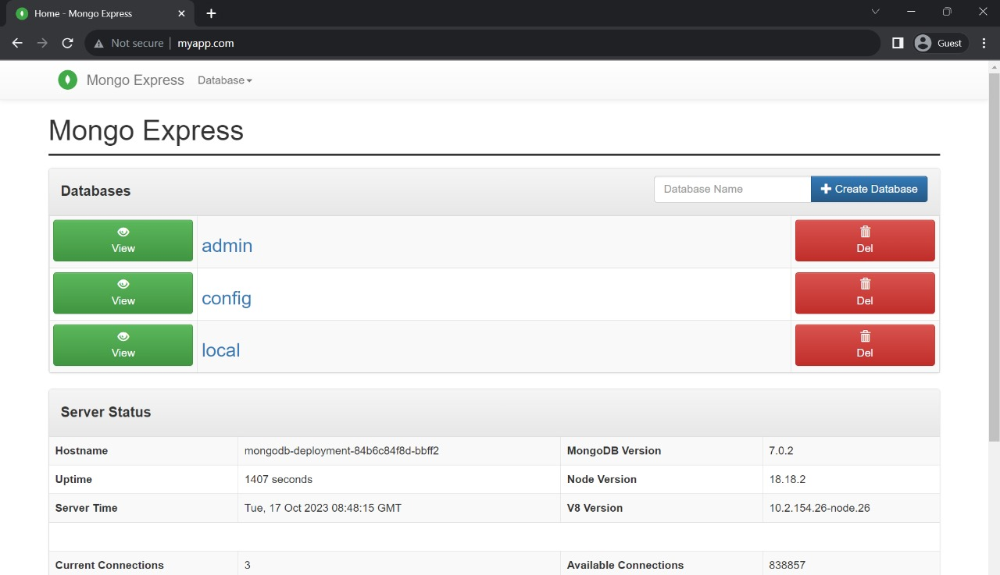 Home - Mongo Express
Not secure myapp.com Guest
Mongo Express Database
Mongo Express
Databases Database Name Create Database
View admin Del
View config Del
View local Del
Server Status
Hostname mongodb-deployment-84b6c84f8d-bbff2 MongoDB Version 7.0.2
Uptime 1407 seconds Node Version 18.18.2
Server Time Tue, 17 Oct 2023 08:48:15 GMT V8 Version 10.2.154.26-node.26
Current Connections 3 Available Connections 838857